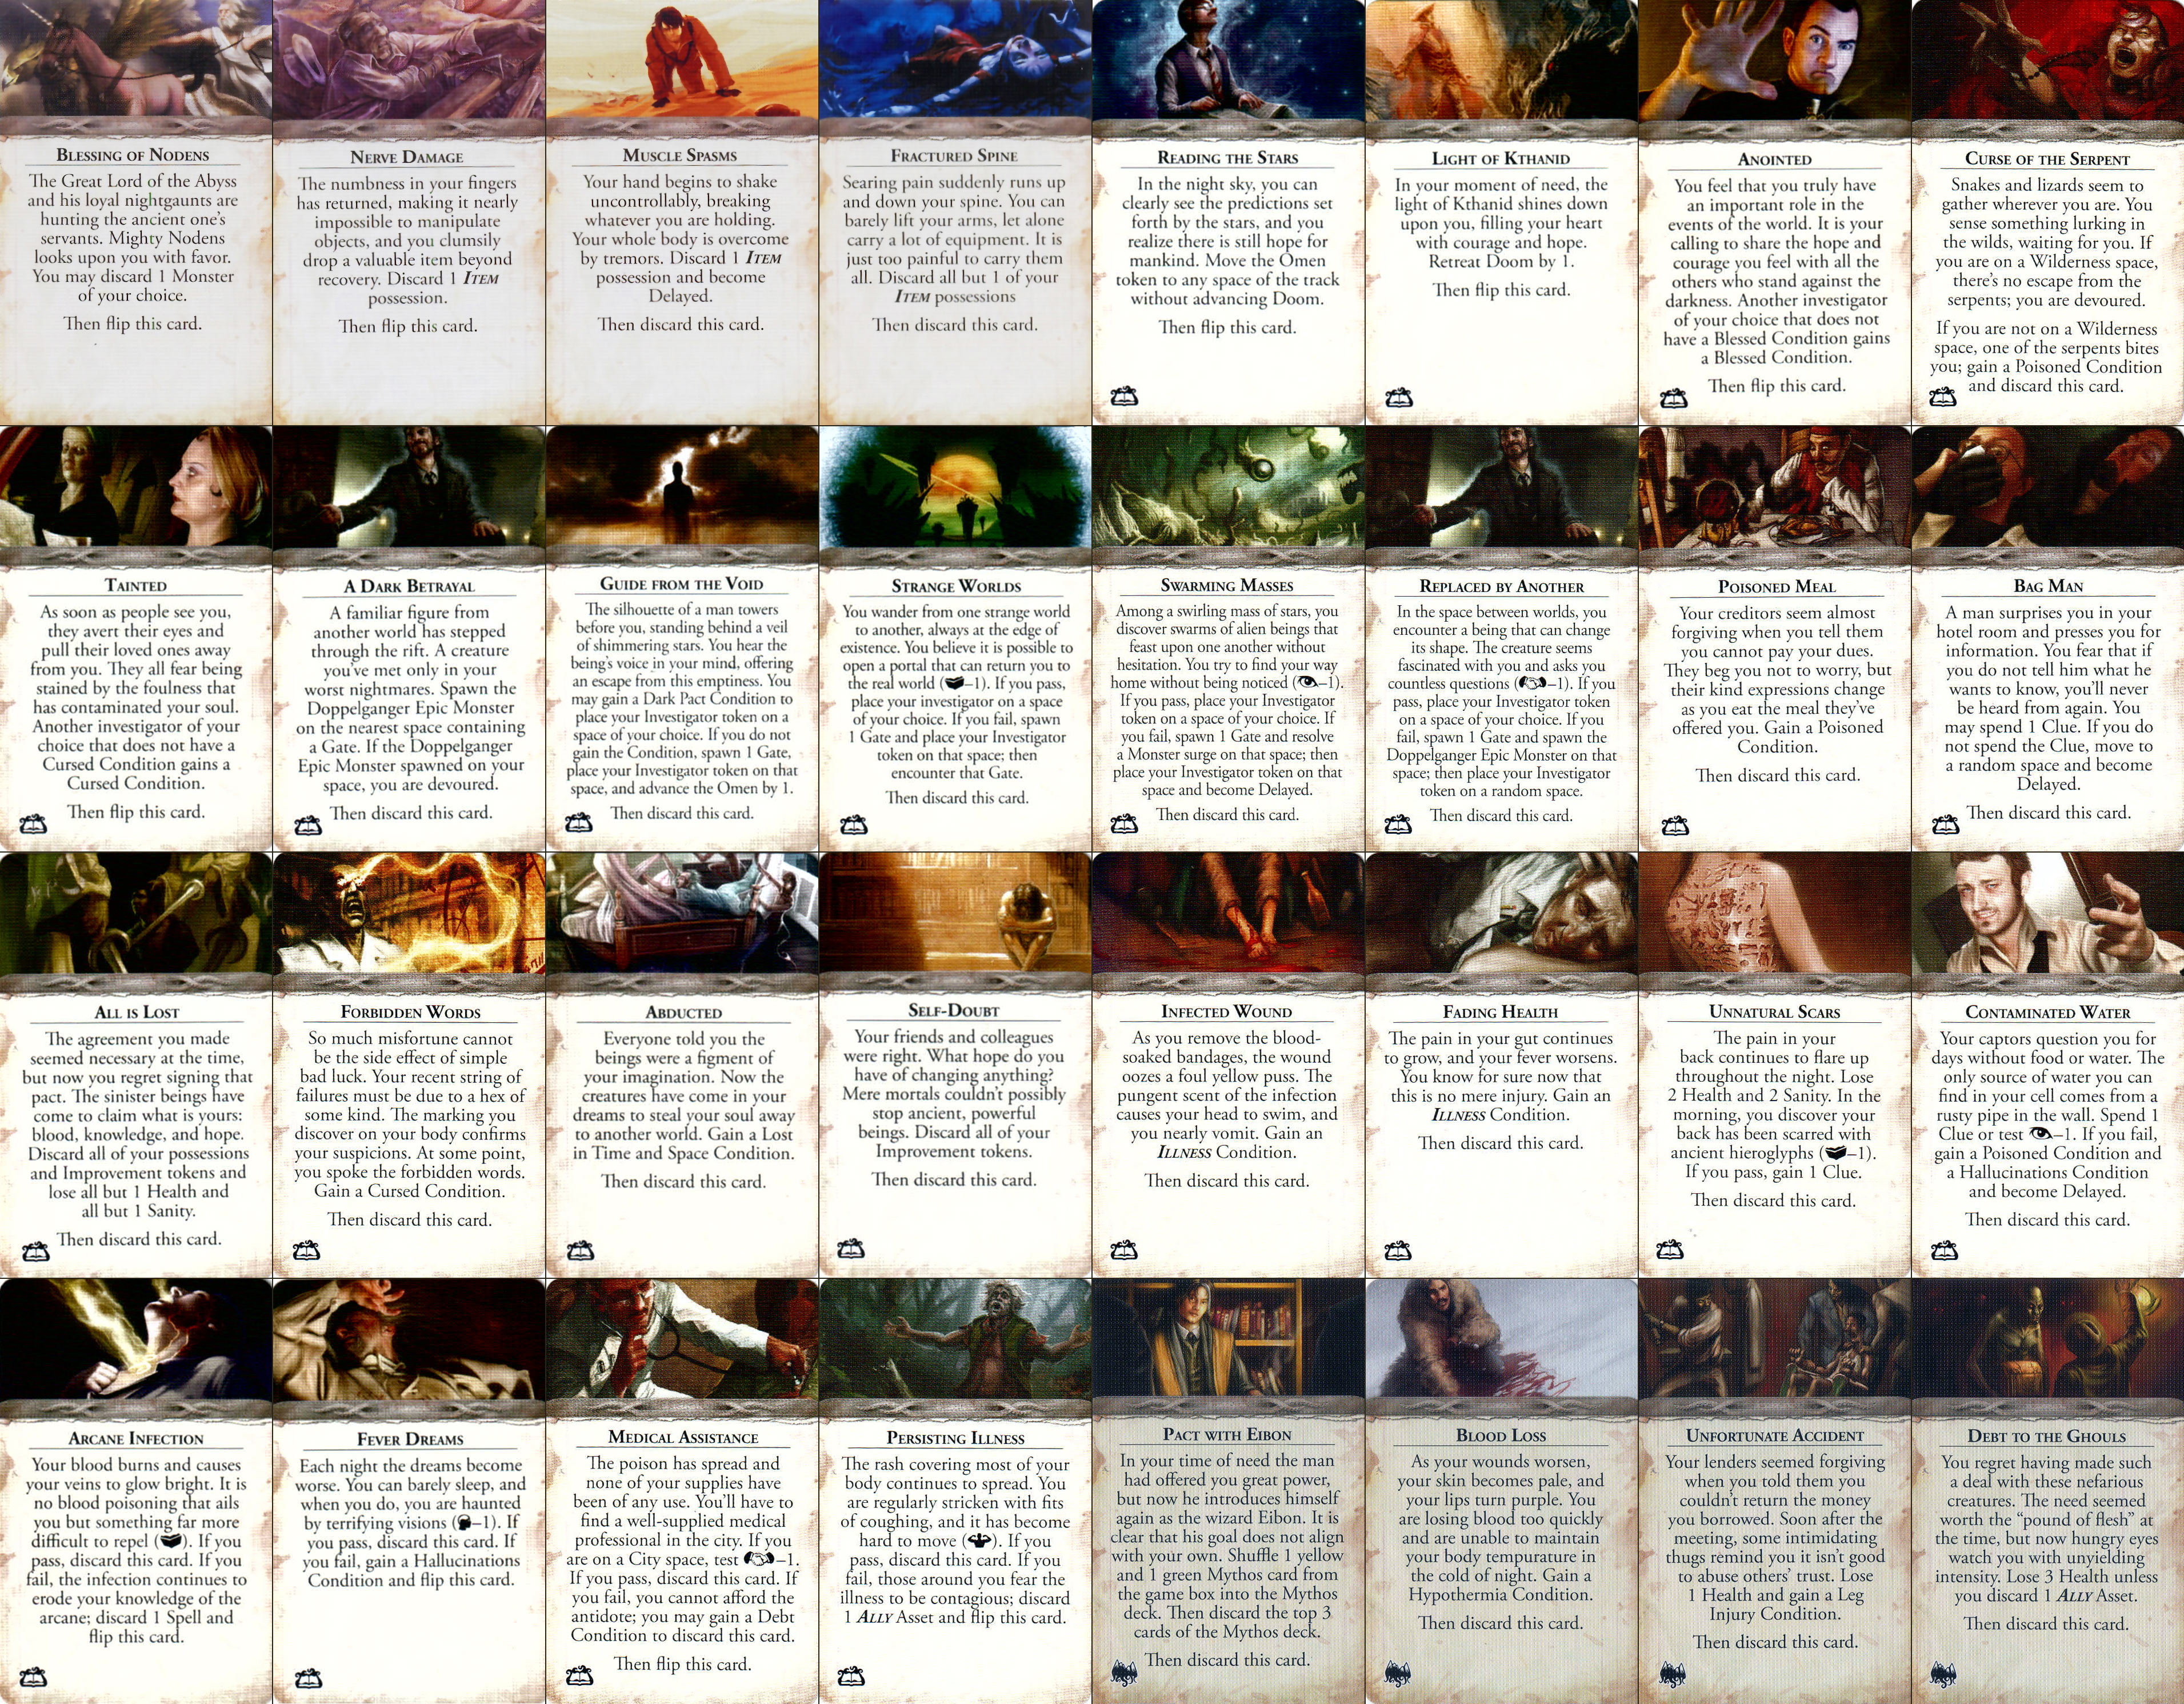 BLESSING OF NODENS
The Great Lord of the Abyss
and his loyal nightgaunts are
hunting the ancient one's
servants. Mighty Nodens
looks upon you with favor.
You may discard 1 Monster
of your choice.
Then flip this card.
NERVE DAMAGE
The numbness in your fingers
has returned, making it nearly
impossible to manipulate
objects, and you clumsily
drop a valuable item beyond
recovery. Discard 1 ITEM
possession.
Then flip this card.
MUSCLE SPASMS
Your hand begins to shake
uncontrollably, breaking
whatever you are holding.
Your whole body is overcome
by tremors. Discard 1 ITEM
possession and become
Delayed.
Then discard this card.
FRACTURED SPINE
Searing pain suddenly runs up
and down your spine. You can
barely lift your arms, let alone
carry a lot of equipment. It is
just too painful to carry them
all. Discard all but 1 of your
ITEM possessions
Then discard this card.
READING THE STARS
In the night sky, you can
clearly see the predictions set
forth by the stars, and you
realize there is still hope for
mankind. Move the Omen
token to any space of the track
without advancing Doom.
Then flip this card.
LIGHT OF KTHANID
In your moment of need, the
light of Kthanid shines down
upon you, filling your heart
with courage and hope.
Retreat Doom by 1.
Then flip this card.
ANOINTED
You feel that you truly have
an important role in the
events of the world. It is your
calling to share the hope and
courage you feel with all the
others who stand against the
darkness. Another investigator
of your choice that does not
have a Blessed Condition gains
a Blessed Condition.
Then flip this card.
CURSE OF THE SERPENT
Snakes and lizards seem to
gather wherever you are. You
sense something lurking in
the wilds, waiting for you. If
you are on a Wilderness space,
there's no escape from the
serpents; you are devoured.
If you are not on a Wilderness
space, one of the serpents bites
you; gain a Poisoned Condition
and discard this card.
TAINTED
As soon as people see you,
they avert their eyes and
pull their loved ones away
from you. They all fear being
stained by the foulness that
has contaminated your soul.
Another investigator of your
choice that does not have a
Cursed Condition gains a
Cursed Condition.
Then flip this card.
A DARK BETRAYAL
A familiar figure from
another world has stepped
through the rift. A creature
you've met only in your
worst nightmares. Spawn the
Doppelganger Epic Monster
on the nearest space containing
a Gate. If the Doppelganger
Epic Monster spawned on your
space, you are devoured.
Then discard this card.
GUIDE FROM THE VOID
The silhouette of a man towers
before you, standing behind a veil
of shimmering stars. You hear the
being's voice in your mind, offering
an escape from this emptiness. You
may gain a Dark Pact Condition to
place your Investigator token on a
space of your choice. If you do not
gain the Condition, spawn 1 Gate,
place your Investigator token on that
space, and advance the Omen by 1.
Then discard this card.
STRANGE WORLDS
You wander from one strange world
to another, always at the edge of
existence. You believe it is possible to
open a portal that can return you to
the real world (–1). If you pass,
place your investigator on a space
of your choice. If you fail, spawn
1 Gate and place your Investigator
token on that space; then
encounter that Gate.
Then discard this card.
SWARMING MASSES
Among a swirling mass of stars, you
discover swarms of alien beings that
feast upon one another without
hesitation. You try to find your way
home without being noticed (–1).
If you pass, place your Investigator
token on a space of your choice. If
you fail, spawn 1 Gate and resolve
a Monster surge on that space; then
place your Investigator token on that
space and become Delayed.
Then discard this card.
REPLACED BY ANOTHER
In the space between worlds, you
encounter a being that can change
its shape. The creature seems
fascinated with you and asks you
countless questions (–1). If you
pass, place your Investigator token
on a space of your choice. If you
fail, spawn 1 Gate and spawn the
Doppelganger Epic Monster on that
space; then place your Investigator
token on a random space.
Then discard this card.
POISONED MEAL
Your creditors seem almost
forgiving when you tell them
you cannot pay your dues.
They beg you not to worry, but
their kind expressions change
as you eat the meal they've
offered you. Gain a Poisoned
Condition.
Then discard this card.
BAG MAN
A man surprises you in your
hotel room and presses you for
information. You fear that if
you do not tell him what he
wants to know, you'll never
be heard from again. You
may spend 1 Clue. If you do
not spend the Clue, move to
a random space and become
Delayed.
Then discard this card.
ALL IS LOST
The agreement you made
seemed necessary at the time,
but now you regret signing that
pact. The sinister beings have
come to claim what is yours:
blood, knowledge, and hope.
Discard all of your possessions
and Improvement tokens and
lose all but 1 Health and
all but 1 Sanity.
Then discard this card.
FORBIDDEN WORDS
So much misfortune cannot
be the side effect of simple
bad luck. Your recent string of
failures must be due to a hex of
some kind. The marking you
discover on your body confirms
your suspicions. At some point,
you spoke the forbidden words.
Gain a Cursed Condition.
Then discard this card.
ABDUCTED
Everyone told you the
beings were a figment of
your imagination. Now the
creatures have come in your
dreams to steal your soul away
to another world. Gain a Lost
in Time and Space Condition.
Then discard this card.
SELF-DOUBT
Your friends and colleagues
were right. What hope do you
have of changing anything?
Mere mortals couldn't possibly
stop ancient, powerful
beings. Discard all of your
Improvement tokens.
Then discard this card.
INFECTED WOUND
As you remove the blood-
soaked bandages, the wound
oozes a foul yellow puss. The
pungent scent of the infection
causes your head to swim, and
you nearly vomit. Gain an
ILLNESS Condition.
Then discard this card.
FADING HEALTH
The pain in your gut continues
to grow, and your fever worsens.
You know for sure now that
this is no mere injury. Gain an
ILLNESS Condition.
Then discard this card.
UNNATURAL SCARS
The pain in your
back continues to flare up
throughout the night. Lose
2 Health and 2 Sanity. In the
morning, you discover your
back has been scarred with
ancient hieroglyphs (–1).
If you pass, gain 1 Clue.
Then discard this card.
CONTAMINATED WATER
Your captors question you for
days without food or water. The
only source of water you can
find in your cell comes from a
rusty pipe in the wall. Spend 1
Clue or test –1. If you fail,
gain a Poisoned Condition and
a Hallucinations Condition
and become Delayed.
Then discard this card.
ARCANE INFECTION
Your blood burns and causes
your veins to glow bright. It is
no blood poisoning that ails
you but something far more
difficult to repel (). If you
pass, discard this card. If you
fail, the infection continues to
erode your knowledge of the
arcane; discard 1 Spell and
flip this card.
FEVER DREAMS
Each night the dreams become
worse. You can barely sleep, and
when you do, you are haunted
by terrifying visions (–1). If
you pass, discard this card. If
you fail, gain a Hallucinations
Condition and flip this card.
MEDICAL ASSISTANCE
The poison has spread and
none of your supplies have
been of any use. You'll have to
find a well-supplied medical
professional in the city. If you
are on a City space, test –1.
If you pass, discard this card. If
you fail, you cannot afford the
antidote; you may gain a Debt
Condition to discard this card.
Then flip this card.
PERSISTING ILLNESS
The rash covering most of your
body continues to spread. You
are regularly stricken with fits
of coughing, and it has become
hard to move (). If you
pass, discard this card. If you
fail, those around you fear the
illness to be contagious; discard
1 ALLY Asset and flip this card.
PACT WITH EIBON
In your time of need the man
had offered you great power,
but now he introduces himself
again as the wizard Eibon. It is
clear that his goal does not align
with your own. Shuffle 1 yellow
and 1 green Mythos card from
the game box into the Mythos
deck. Then discard the top 3
cards of the Mythos deck.
Then discard this card.
BLOOD LOSS
As your wounds worsen,
your skin becomes pale, and
your lips turn purple. You
are losing blood too quickly
and are unable to maintain
your body tempurature in
the cold of night. Gain a
Hypothermia Condition.
Then discard this card.
UNFORTUNATE ACCIDENT
Your lenders seemed forgiving
when you told them you
couldn't return the money
you borrowed. Soon after the
meeting, some intimidating
thugs remind you it isn't good
to abuse others' trust. Lose
1 Health and gain a Leg
Injury Condition.
Then discard this card.
DEBT TO THE GHOULS
You regret having made such
a deal with these nefarious
creatures. The need seemed
worth the “pound of flesh” at
the time, but now hungry eyes
watch you with unyielding
intensity. Lose 3 Health unless
you discard 1 ALLY Asset.
Then discard this card.